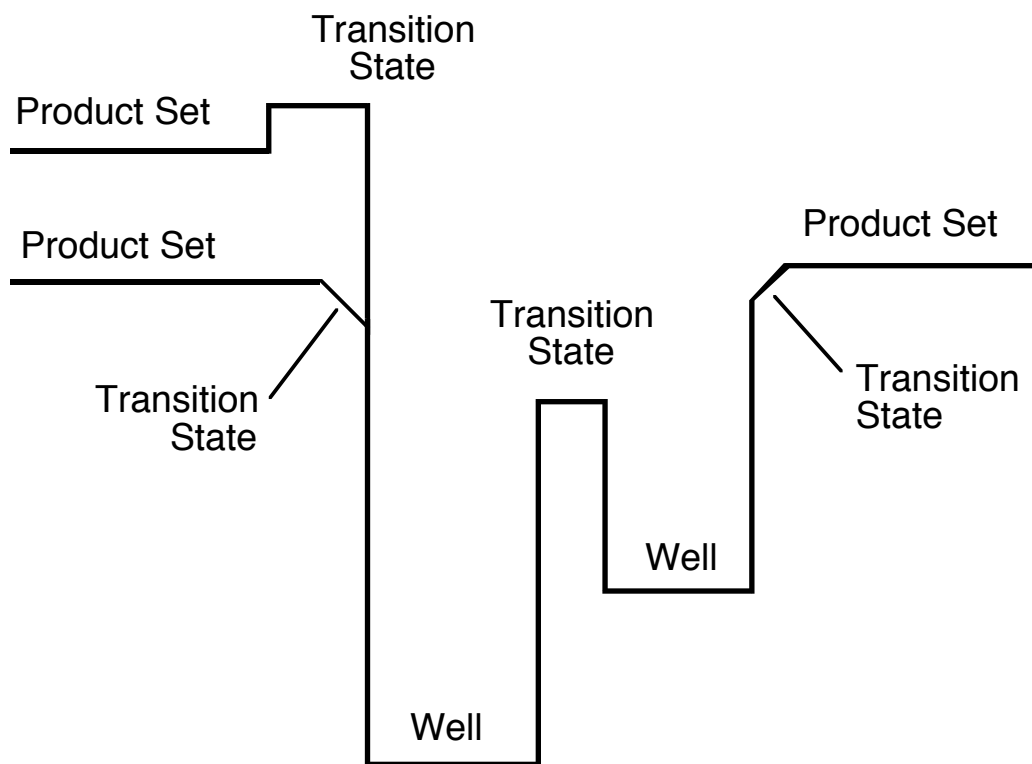 Transition
State
Product Set
Product Set
Product Set
Transition
State
Transition
State
Transition
State
Well
Well